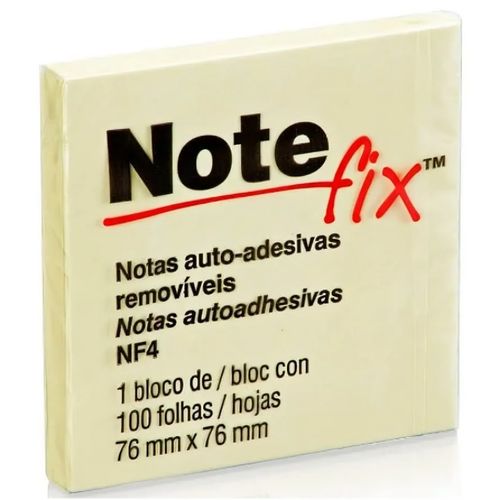 Note
fix™
Notas auto-adesivas
removíveis
Notas autoadhesivas
NF4
1 bloco de / bloc con
100 folhas / hojas
76 mm x 76 mm